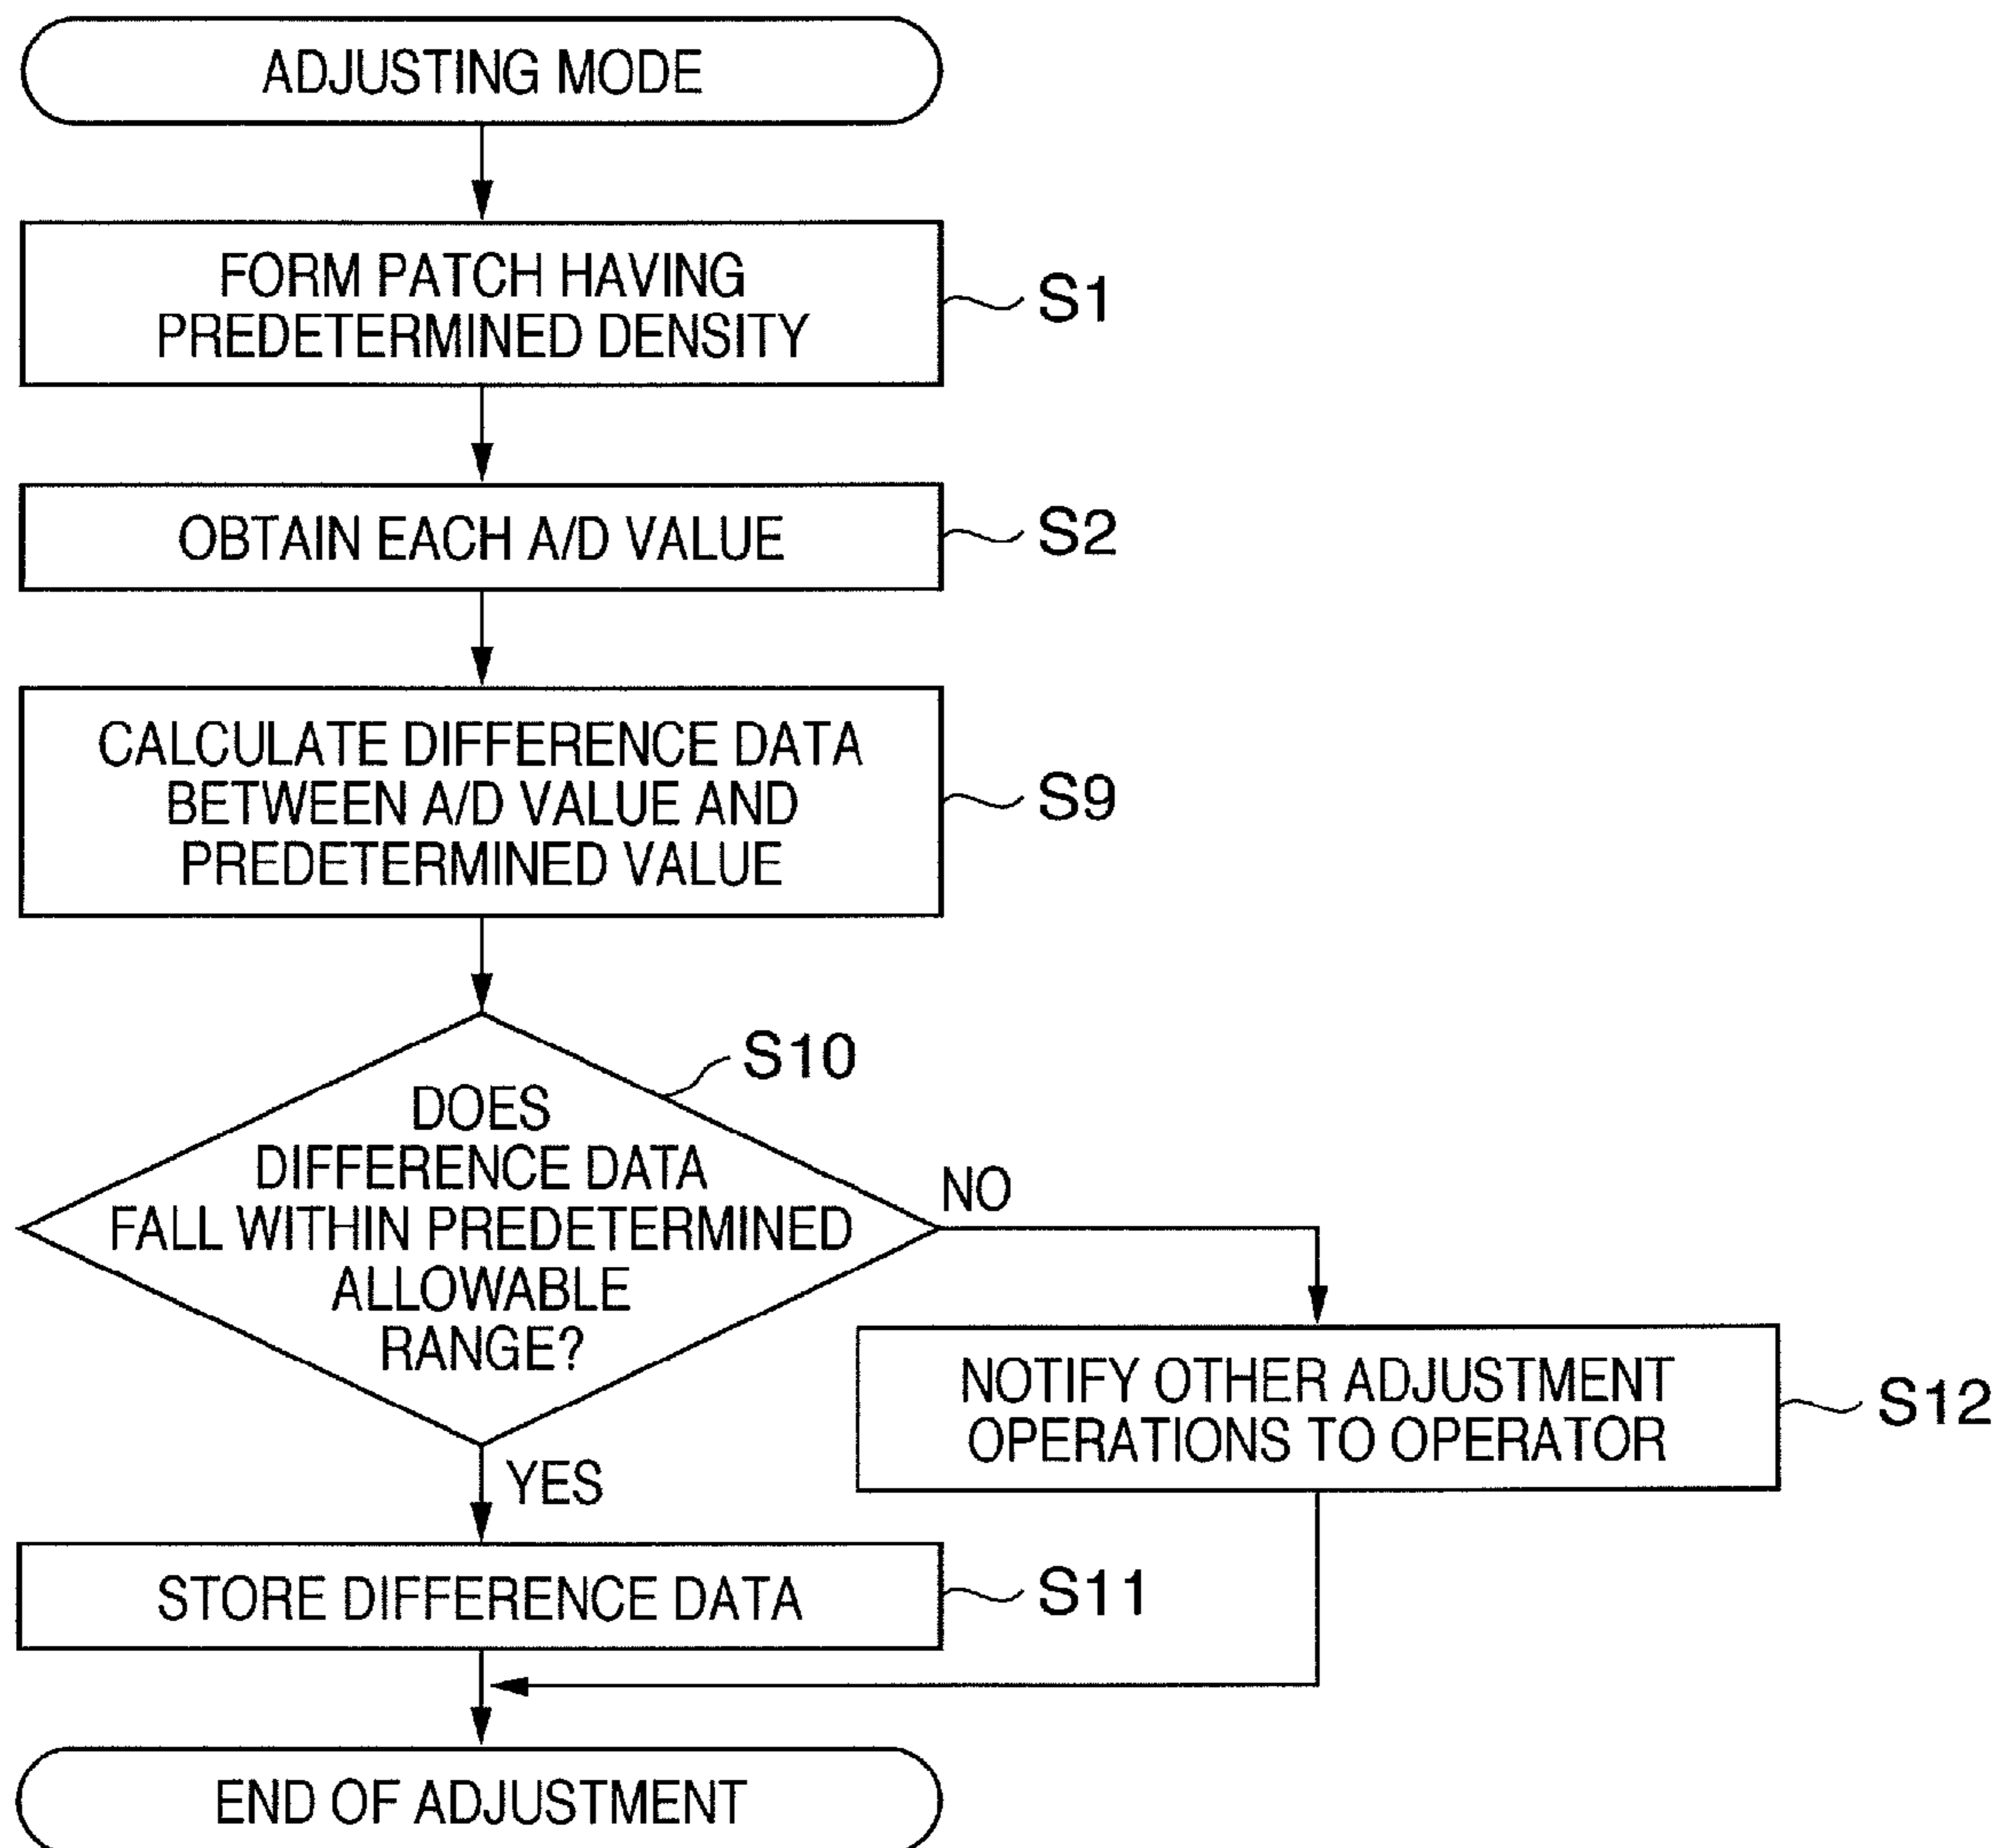 ADJUSTING MODE
FORM PATCH HAVING
PREDETERMINED DENSITY
S1
OBTAIN EACH A/D VALUE
S2
CALCULATE DIFFERENCE DATA
BETWEEN A/D VALUE AND
PREDETERMINED VALUE
S9
S10
DOES
DIFFERENCE DATA
FALL WITHIN PREDETERMINED
ALLOWABLE
RANGE?
NO
NOTIFY OTHER ADJUSTMENT
OPERATIONS TO OPERATOR
S12
YES
STORE DIFFERENCE DATA
S11
END OF ADJUSTMENT